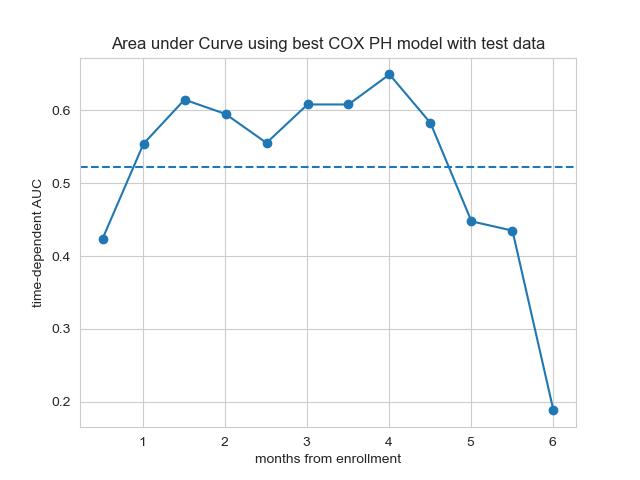 Area under Curve using best COX PH model with test data
time-dependent AUC
0.6
0.5
0.4
0.3
0.2
1 2 3 4 5 6
months from enrollment